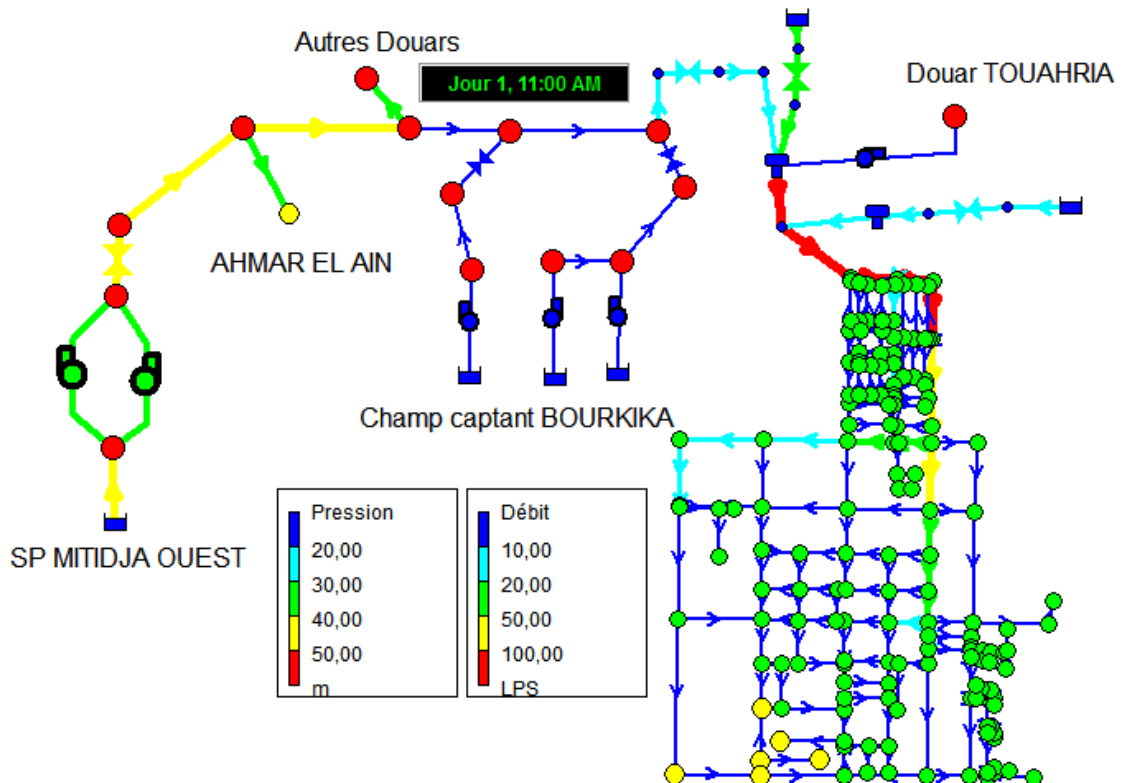 Autres Douars
Jour 1, 11:00 AM
Douar TOUAHRIA
AHMAR EL AIN
Champ captant BOURKIKA
SP MITIDJA OUEST
Pression
20,00
30,00
40,00
50,00
m
Débit
10,00
20,00
50,00
100,00
LPS